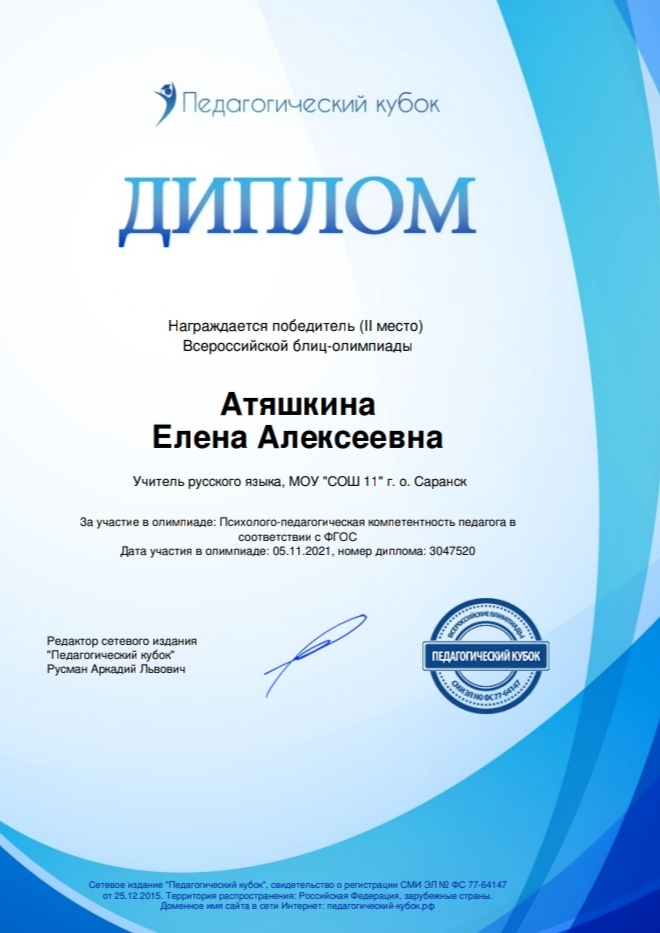 Педагогический кубок
ДИПЛОМ
Награждается победитель (II место)
Всероссийской блиц-олимпиады
Атяшкина
Елена Алексеевна
Учитель русского языка, МОУ "СОШ 11" г. о. Саранск
За участие в олимпиаде: Психолого-педагогическая компетентность педагога в
соответствии с ФГОС
Дата участия в олимпиаде: 05.11.2021, номер диплома: 3047520
Редактор сетевого издания
"Педагогический кубок"
Русман Аркадий Львович
ВСЕРОССИЙСКИЕ ОЛИМПИАДЫ
ПЕДАГОГИЧЕСКИЙ КУБОК
СМИ ЭЛ №ФС 77-64147
Сетевое издание "Педагогический кубок", свидетельство о регистрации СМИ ЭЛ № ФС 77-64147
от 25.12.2015. Территория распространения: Российская Федерация, зарубежные страны.
Доменное имя сайта в сети Интернет: педагогический-кубок.рф